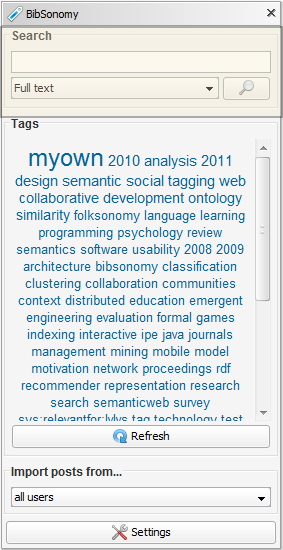 BibSonomy
Search
Full text
Tags
myown 2010 analysis 2011
design semantic social tagging web
collaborative development ontology
similarity folksonomy language learning
programming psychology review
semantics software usability 2008 2009
architecture bibsonomy classification
clustering collaboration communities
context distributed education emergent
engineering evaluation formal games
indexing interactive ipe java journals
management mining mobile model
motivation network proceedings rdf
recommender representation research
search semanticweb survey
tag technology test
Refresh
Import posts from...
all users
Settings